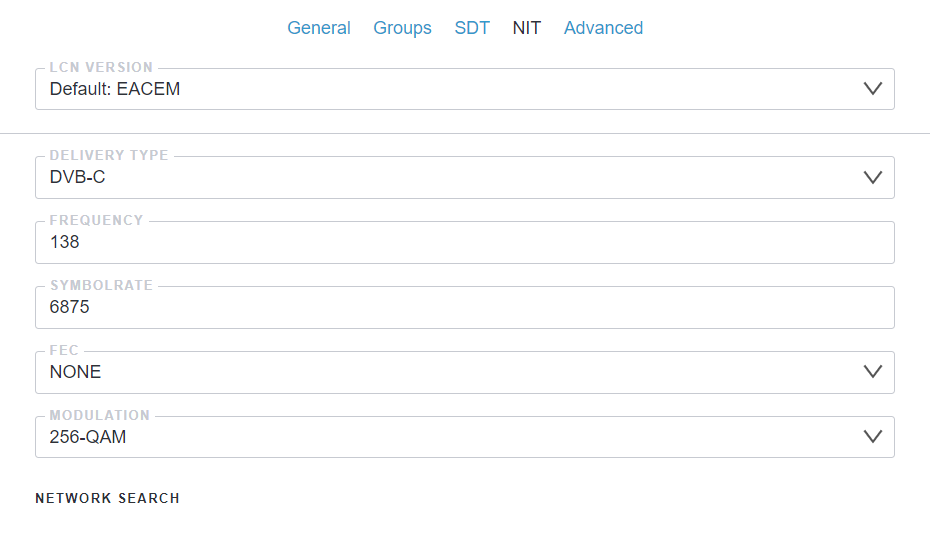 General Groups SDT NIT Advanced
LCN VERSION
Default: EACEM
DELIVERY TYPE
DVB-C
FREQUENCY
138
SYMBOLRATE
6875
FEC
NONE
MODULATION
256-QAM
NETWORK SEARCH